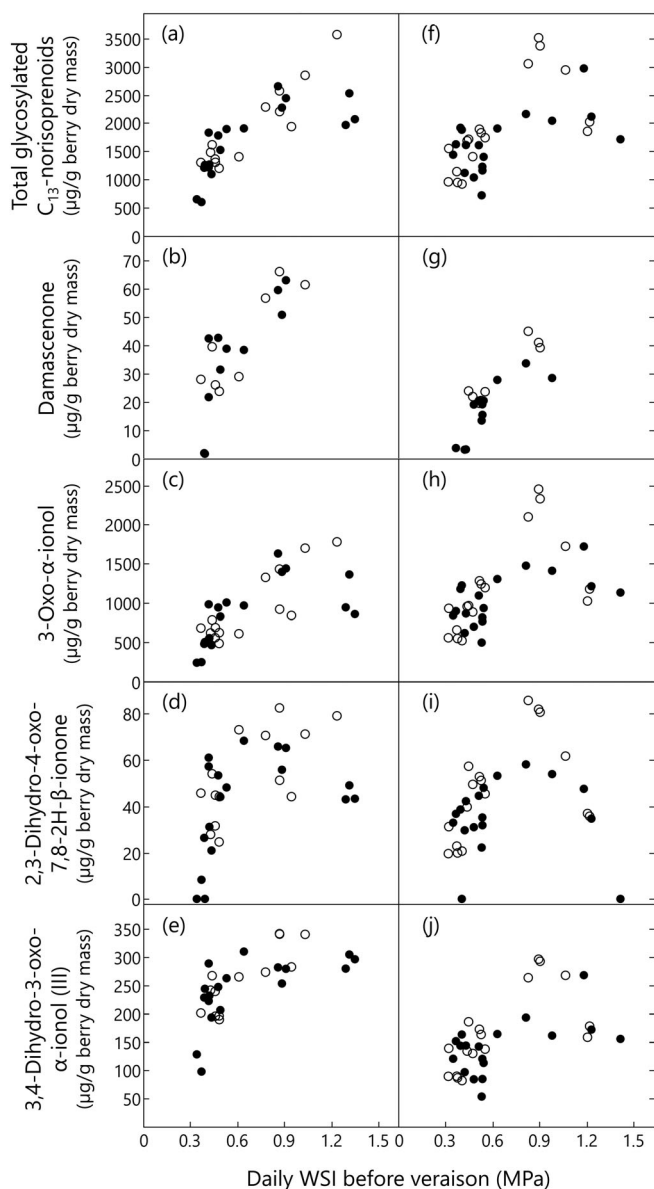 Total glycosylated
C₁₃-norisoprenoids
(µg/g berry dry mass)
(a)
(f)
3500
3000
2500
2000
1500
1000
500
0
Damascenone
(µg/g berry dry mass)
(b)
(g)
70
60
50
40
30
20
10
0
3-Oxo-α-ionol
(µg/g berry dry mass)
(c)
(h)
2500
2000
1500
1000
500
0
2,3-Dihydro-4-oxo-
7,8-2H-β-ionone
(µg/g berry dry mass)
(d)
(i)
80
60
40
20
0
3,4-Dihydro-3-oxo-
α-ionol (III)
(µg/g berry dry mass)
(e)
(j)
350
300
250
200
150
100
50
0 0.3 0.6 0.9 1.2 1.5 0 0.3 0.6 0.9 1.2 1.5
Daily WSI before veraison (MPa)